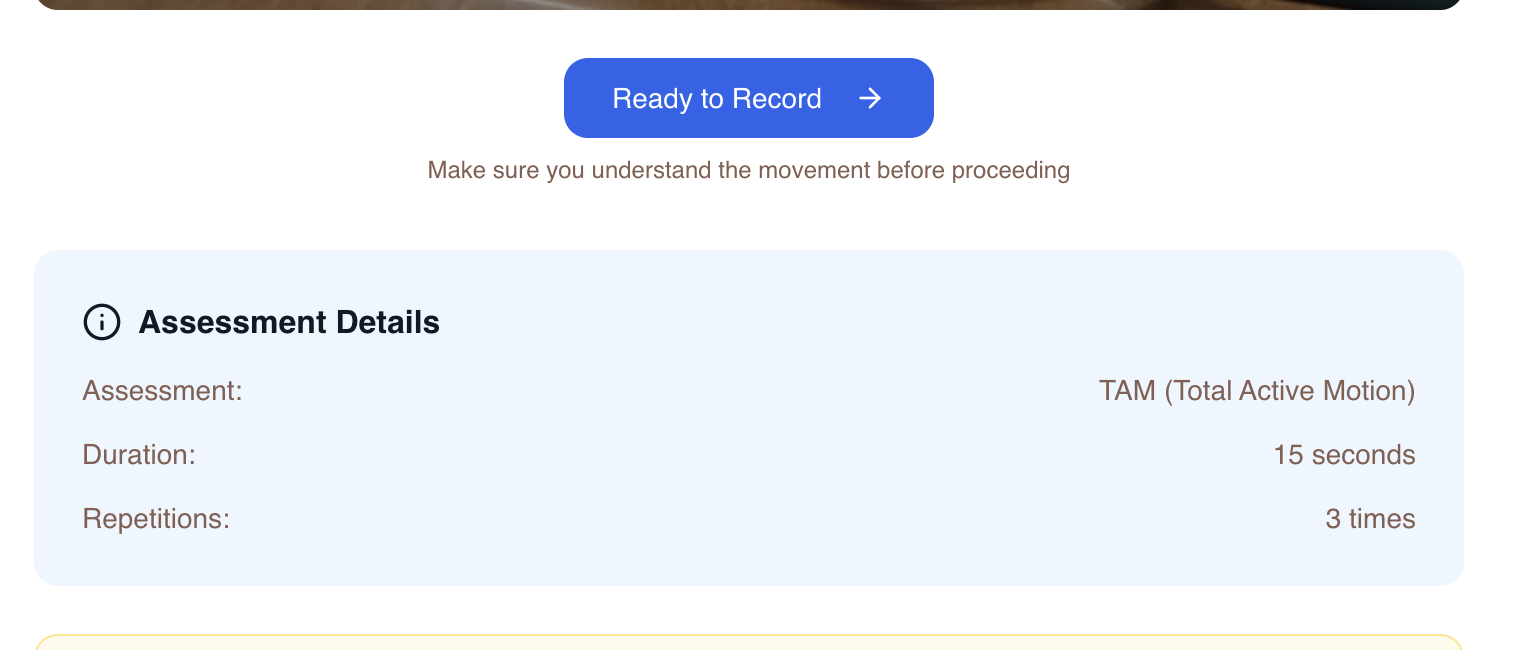 Ready to Record
Make sure you understand the movement before proceeding
Assessment Details
Assessment: TAM (Total Active Motion)
Duration: 15 seconds
Repetitions: 3 times